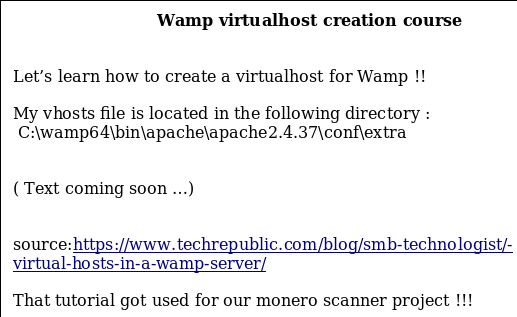 Wamp virtualhost creation course
Let's learn how to create a virtualhost for Wamp !!
My vhosts file is located in the following directory :
C:\wamp64\bin\apache\apache2.4.37\conf\extra
( Text coming soon ...)
source:https://www.techrepublic.com/blog/smb-technologist/-
virtual-hosts-in-a-wamp-server/
That tutorial got used for our monero scanner project !!!